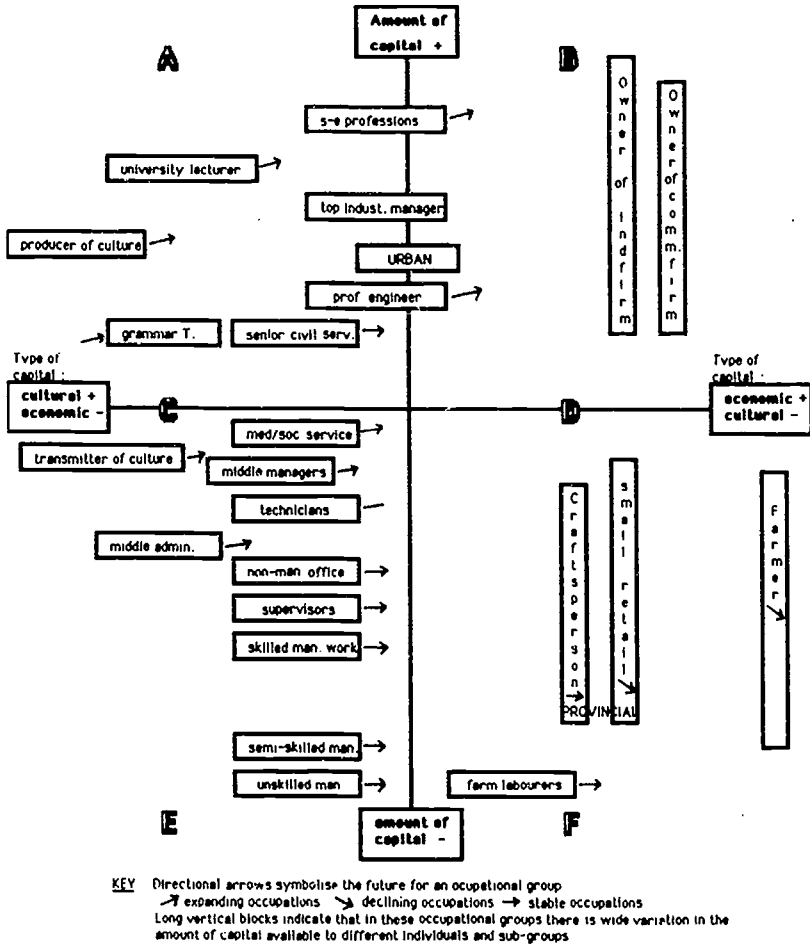 Amount of
capital +
A
B
s-e professions
university lecturer
top indust. manager
producer of culture
URBAN
prof. engineer
grammar T.
senior civil serv.
Owner of indfirm
Owner of comm.firm
Type of
capital :
cultural +
economic -
C
D
Type of
capital :
economic +
cultural -
med/soc service
transmitter of culture
middle managers
technicians
middle admin.
non-man office
supervisors
skilled man. work
Craftsperson
small retail
Farmer
PROVINCIAL
semi-skilled man.
unskilled man
farm labourers
E
F
amount of
capital -
KEY Directional arrows symbolise the future for an ocupational group
↗ expanding occupations ↘ declining occupations → stable occupations
Long vertical blocks indicate that in these occupational groups there is wide variation in the
amount of capital available to different individuals and sub-groups